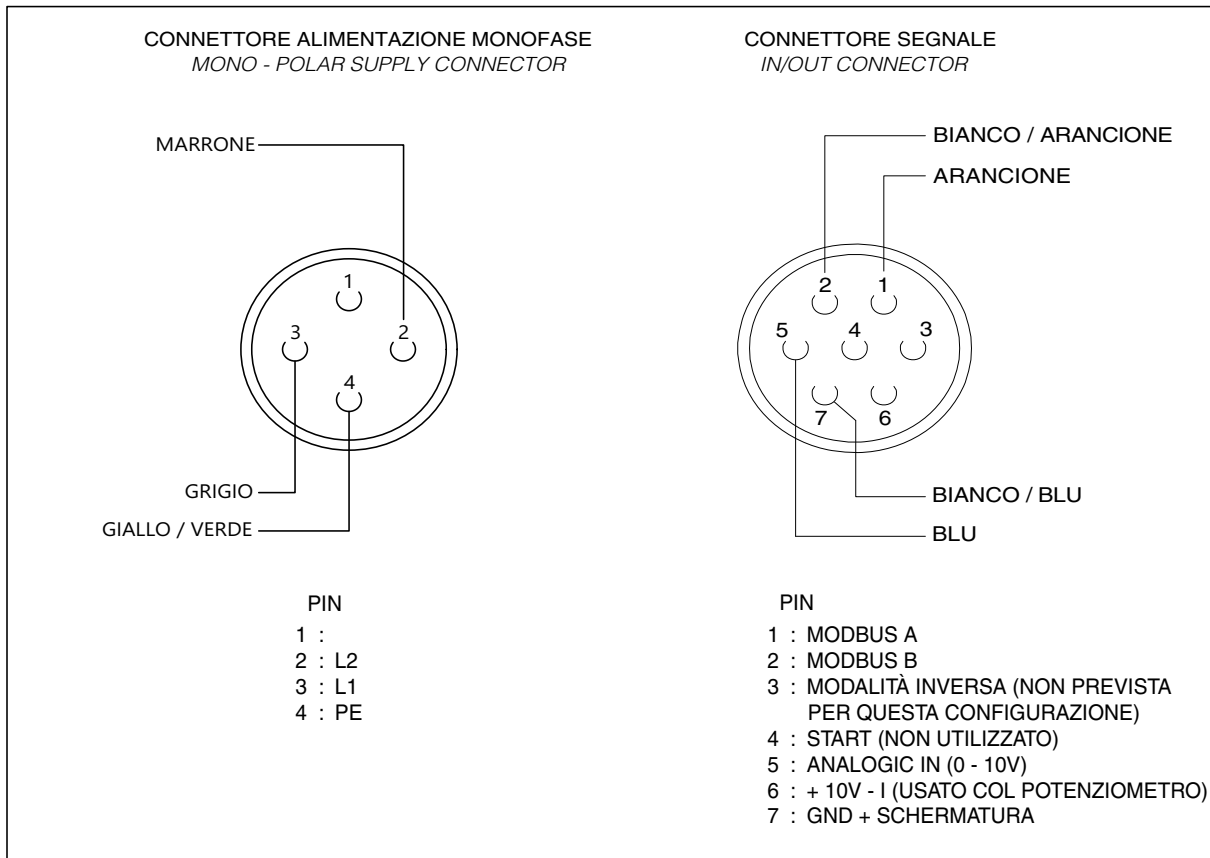 CONNETTORE ALIMENTAZIONE MONOFASE
MONO - POLAR SUPPLY CONNECTOR
MARRONE
1
3
2
4
GRIGIO
GIALLO / VERDE
PIN
1 :
2 : L2
3 : L1
4 : PE
CONNETTORE SEGNALE
IN/OUT CONNECTOR
BIANCO / ARANCIONE
ARANCIONE
2
1
5
4
3
7
6
BIANCO / BLU
BLU
PIN
1 : MODBUS A
2 : MODBUS B
3 : MODALITÀ INVERSA (NON PREVISTA
PER QUESTA CONFIGURAZIONE)
4 : START (NON UTILIZZATO)
5 : ANALOGIC IN (0 - 10V)
6 : + 10V - I (USATO COL POTENZIOMETRO)
7 : GND + SCHERMATURA